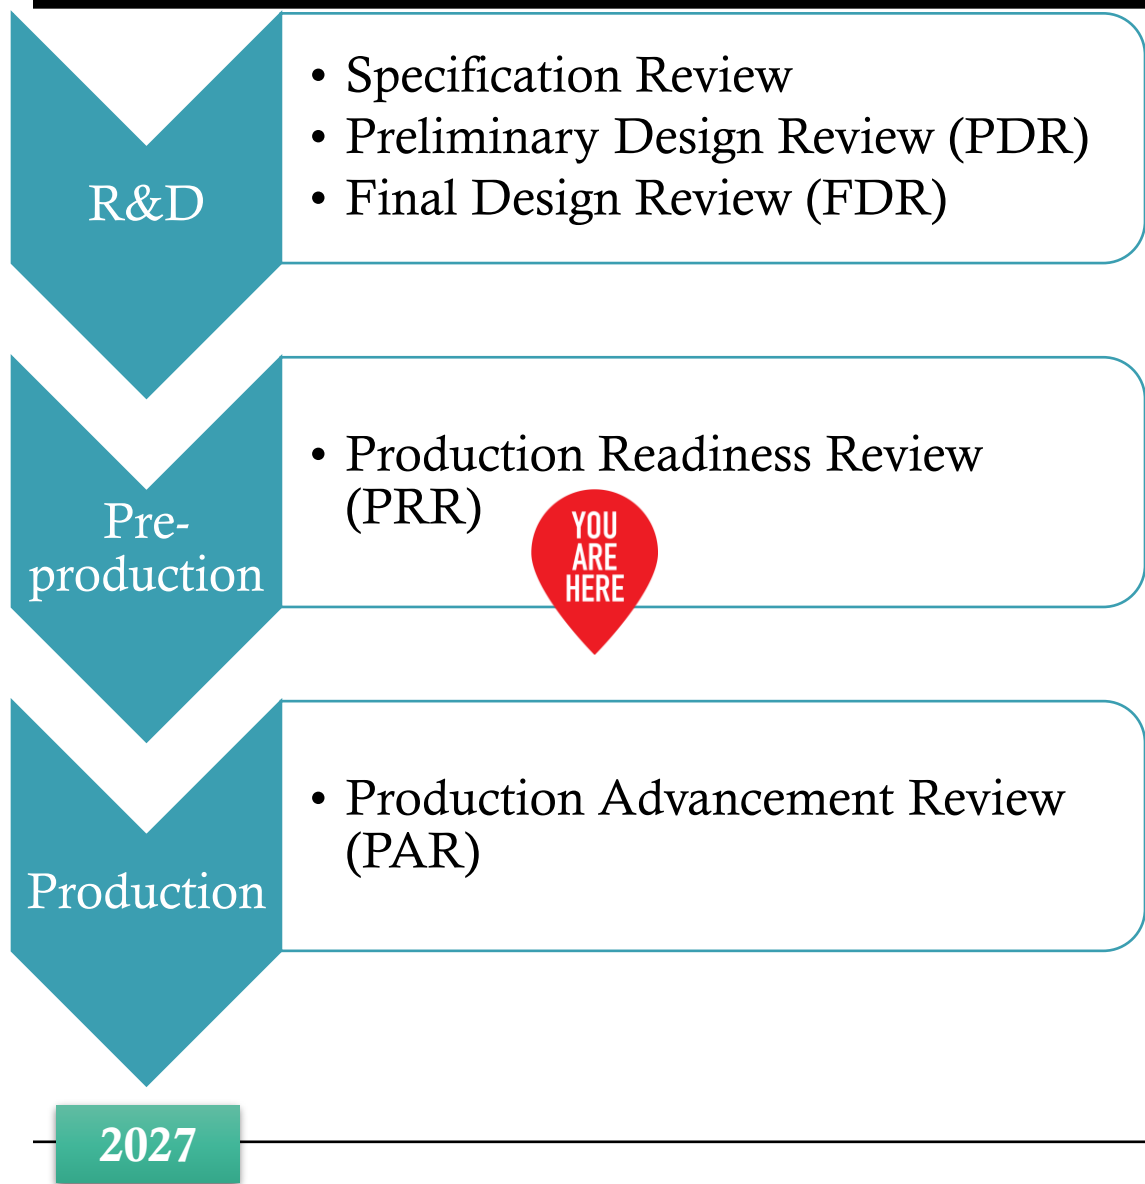 R&D
• Specification Review
• Preliminary Design Review (PDR)
• Final Design Review (FDR)
Pre-
production
• Production Readiness Review
(PRR)
YOU
ARE
HERE
Production
• Production Advancement Review
(PAR)
2027